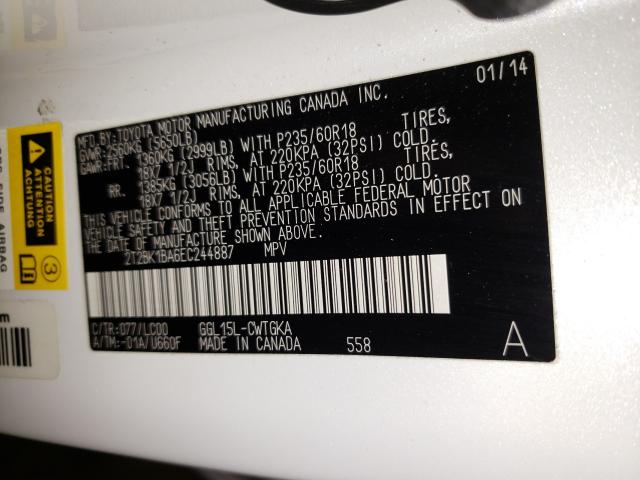 01/14
MFD.BY:TOYOTA MOTOR MANUFACTURING CANADA INC.
GVWR:2560KG (5650LB)
GAWR:FRT 1360KG (2999LB) WITH P235/60R18 TIRES,
18X7 1/2J RIMS, AT 220KPA (32PSI) COLD.
RR. 1385KG (3056LB) WITH P235/60R18 TIRES,
18X7 1/2J RIMS, AT 220KPA (32PSI) COLD.
THIS VEHICLE CONFORMS TO ALL APPLICABLE FEDERAL MOTOR
VEHICLE SAFETY AND THEFT PREVENTION STANDARDS IN EFFECT ON
THE DATE OF MANUFACTURE SHOWN ABOVE.
2T2BK1BA6EC244887 MPV
C/TR:077/LC00 GGL15L-CWTGKA
A/TM:-01A/U660F MADE IN CANADA 558 A
CAUTION
ATTENTION
ACHTUNG
3
SIDE AIRBAG